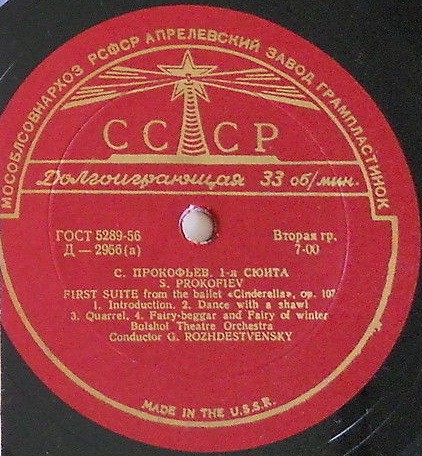 МОСОБЛСОВНАРХОЗ РСФСР АПРЕЛЕВСКИЙ ЗАВОД ГРАМПЛАСТИНОК
СССР
Долгоиграющая 33 об/мин.
ГОСТ 5289-56
Д — 2956(а)
Вторая гр.
7-00
С. ПРОКОФЬЕВ. 1-я СЮИТА
S. PROKOFIEV
FIRST SUITE from the ballet «Cinderella», op. 107
1. Introduction. 2. Dance with a shawl
3. Quarrel. 4. Fairy-beggar and Fairy of winter
Bolshoi Theatre Orchestra
Conductor G. ROZHDESTVENSKY
MADE IN THE U.S.S.R.